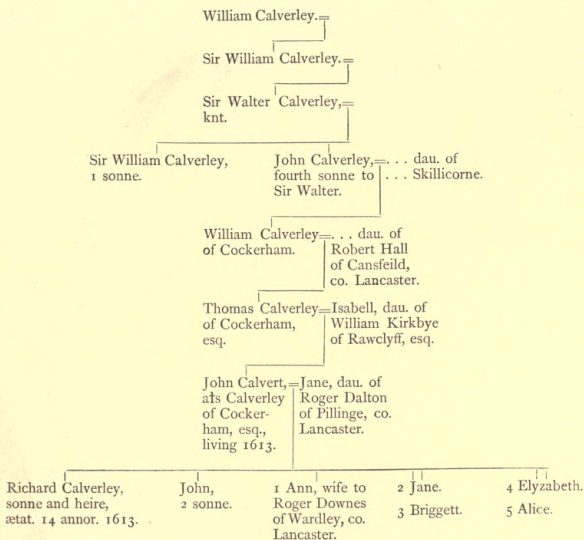 William Calverley.=
Sir William Calverley.=
Sir Walter Calverley,=
knt.
Sir William Calverley,
1 sonne.
John Calverley,=. . . dau. of
fourth sonne to . . . Skillicorne.
Sir Walter.
William Calverley=. . . dau. of
of Cockerham. Robert Hall
of Cansfeild,
co. Lancaster.
Thomas Calverley=Isabell, dau. of
of Cockerham, William Kirkbye
esq. of Rawclyff, esq.
John Calvert,=Jane, dau. of
ałs Calverley Roger Dalton
of Cocker- of Pillinge, co.
ham, esq., Lancaster.
living 1613.
Richard Calverley,
sonne and heire,
ætat. 14 annor. 1613.
John,
2 sonne.
1 Ann, wife to
Roger Downes
of Wardley, co.
Lancaster.
2 Jane.
3 Briggett.
4 Elyzabeth.
5 Alice.